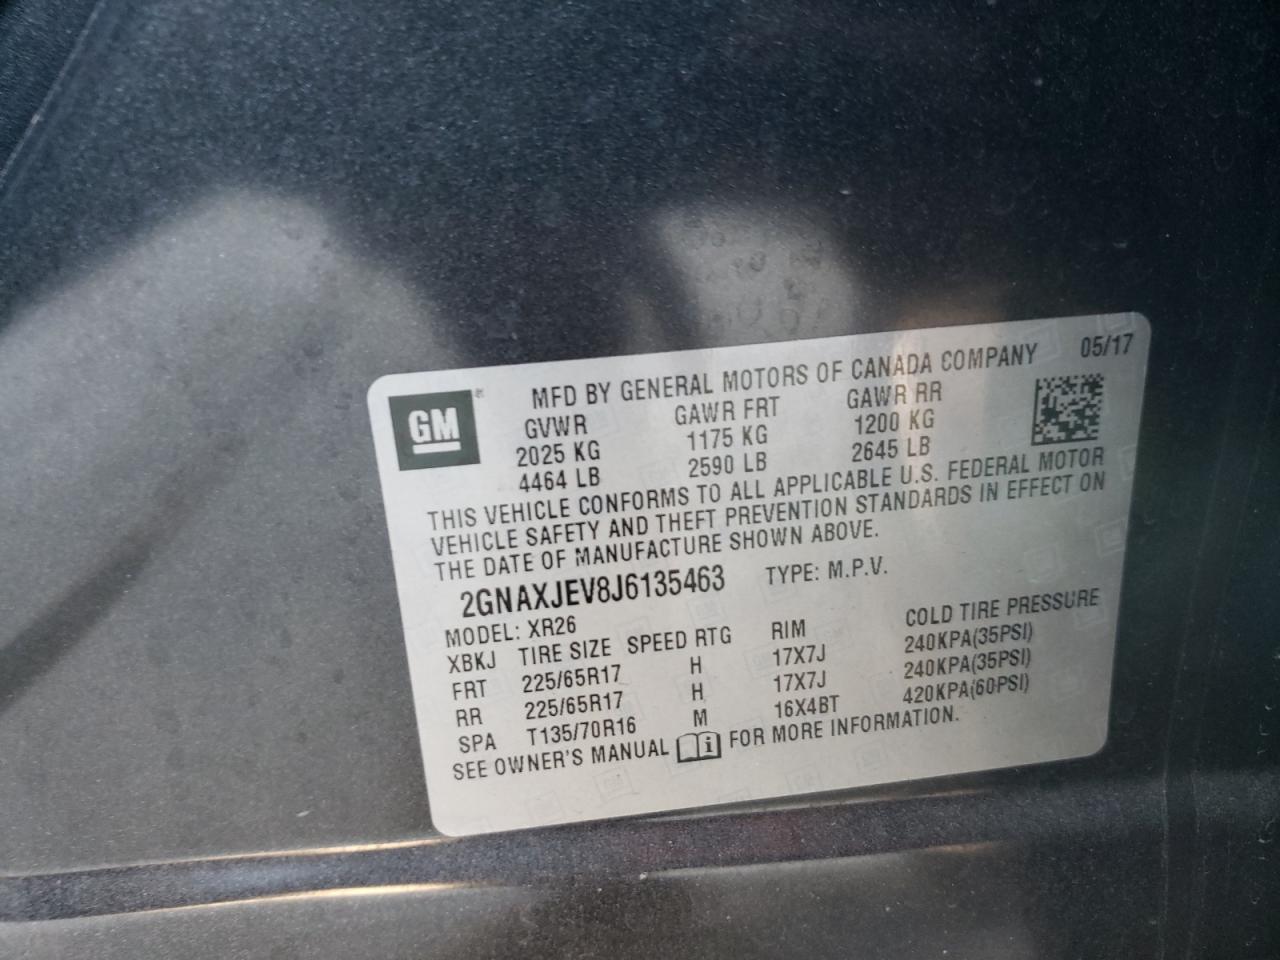 MFD BY GENERAL MOTORS OF CANADA COMPANY 05/17
GM
GVWR GAWR FRT GAWR RR
2025 KG 1175 KG 1200 KG
4464 LB 2590 LB 2645 LB
THIS VEHICLE CONFORMS TO ALL APPLICABLE U.S. FEDERAL MOTOR
VEHICLE SAFETY AND THEFT PREVENTION STANDARDS IN EFFECT ON
THE DATE OF MANUFACTURE SHOWN ABOVE.
2GNAXJEV8J6135463 TYPE: M.P.V.
MODEL: XR26
XBKJ TIRE SIZE SPEED RTG RIM COLD TIRE PRESSURE
FRT 225/65R17 H 17X7J 240KPA(35PSI)
RR 225/65R17 H 17X7J 240KPA(35PSI)
SPA T135/70R16 M 16X4BT 420KPA(60PSI)
SEE OWNER'S MANUAL FOR MORE INFORMATION.